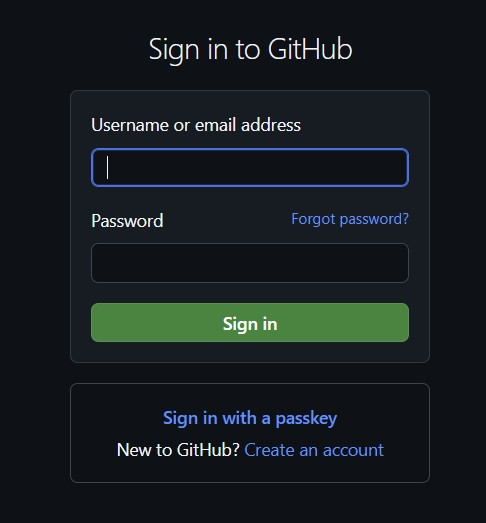 Sign in to GitHub
Username or email address
Password Forgot password?
Sign in
Sign in with a passkey
New to GitHub? Create an account